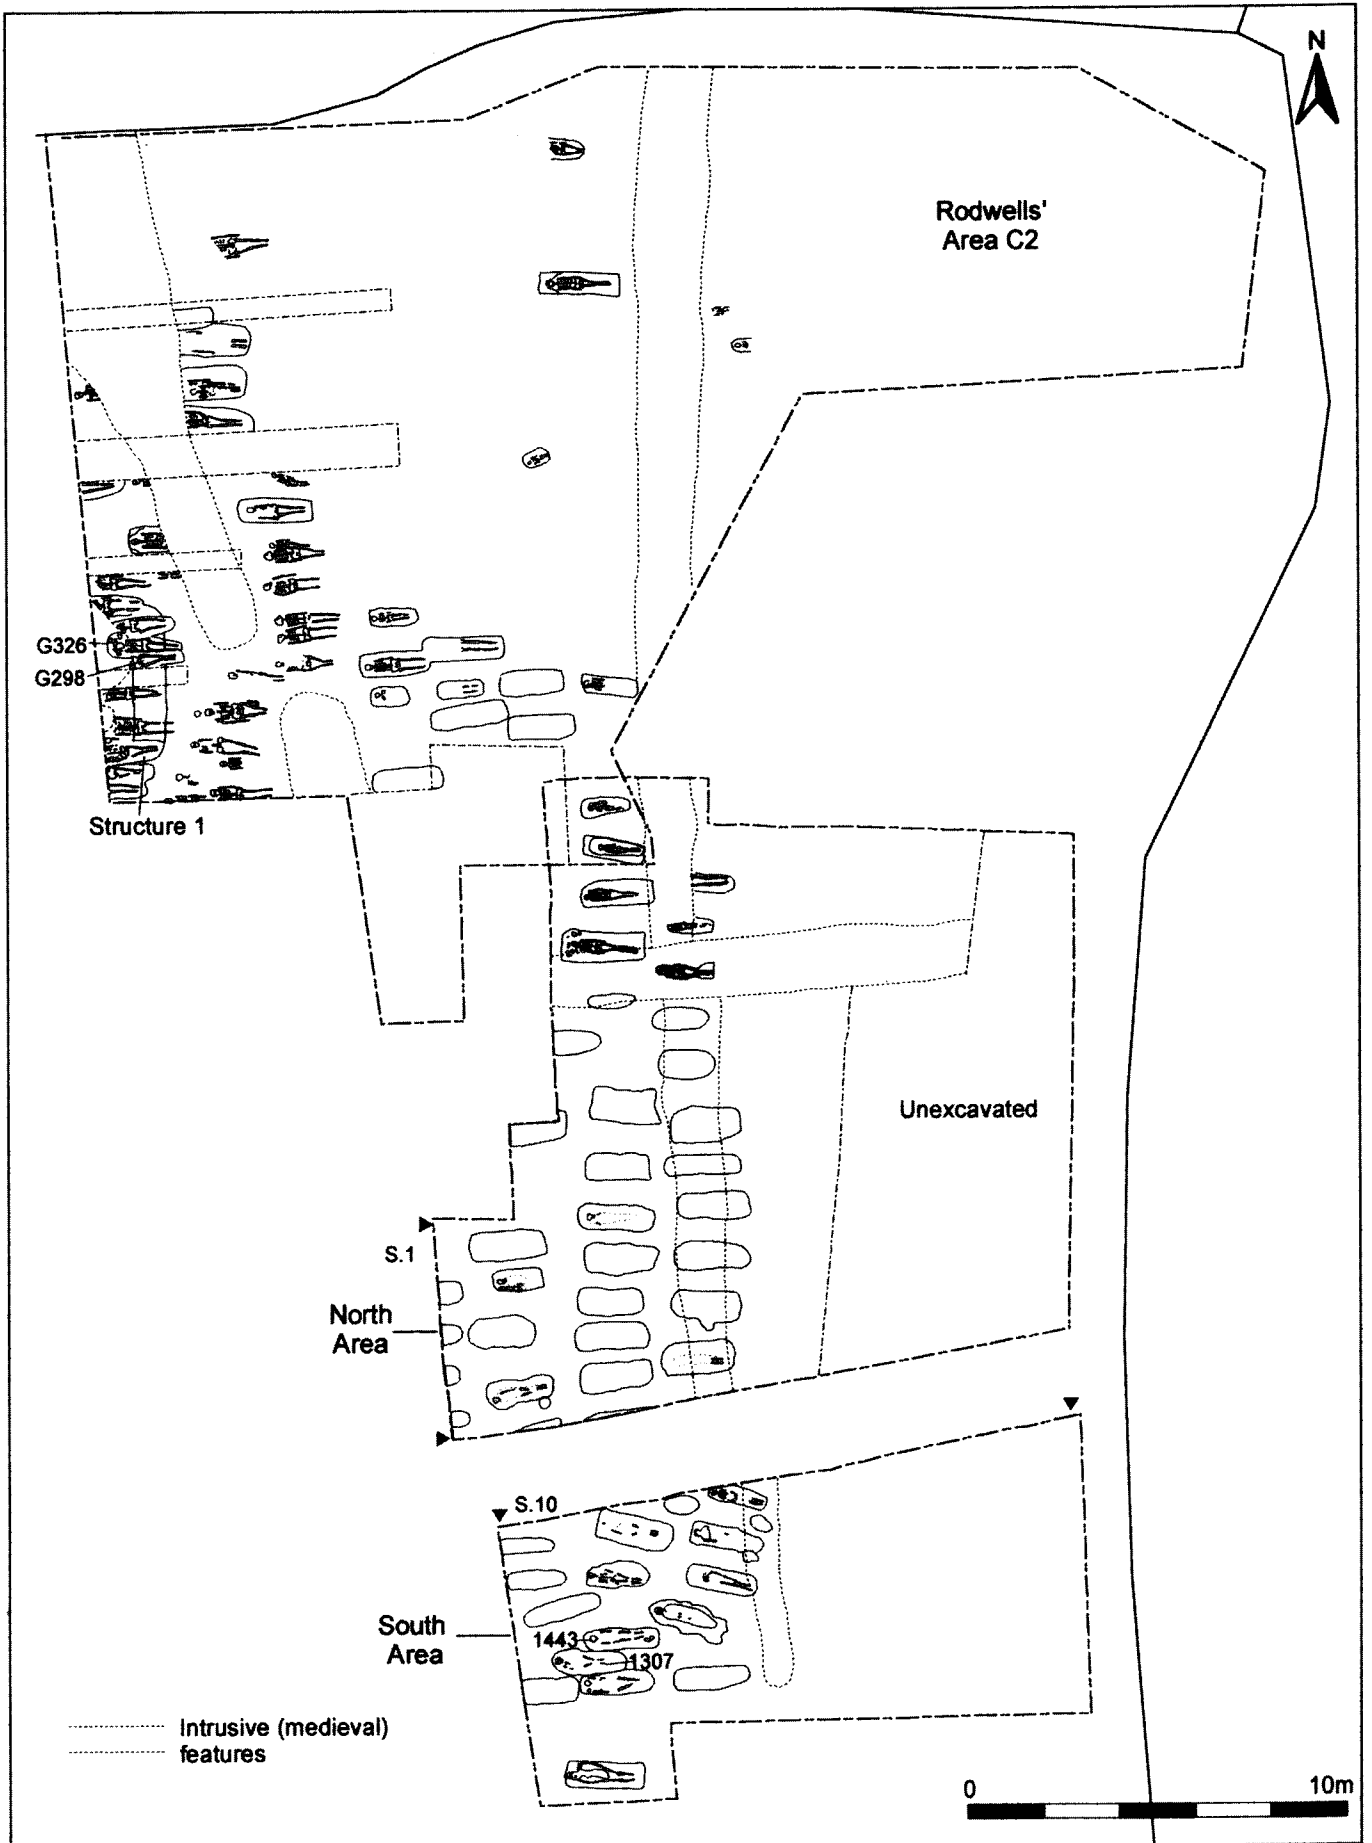 N
Rodwells'
Area C2
G326
G298
Structure 1
Unexcavated
S.1
North
Area
S.10
South
Area
1443
1307
Intrusive (medieval)
features
0
10m